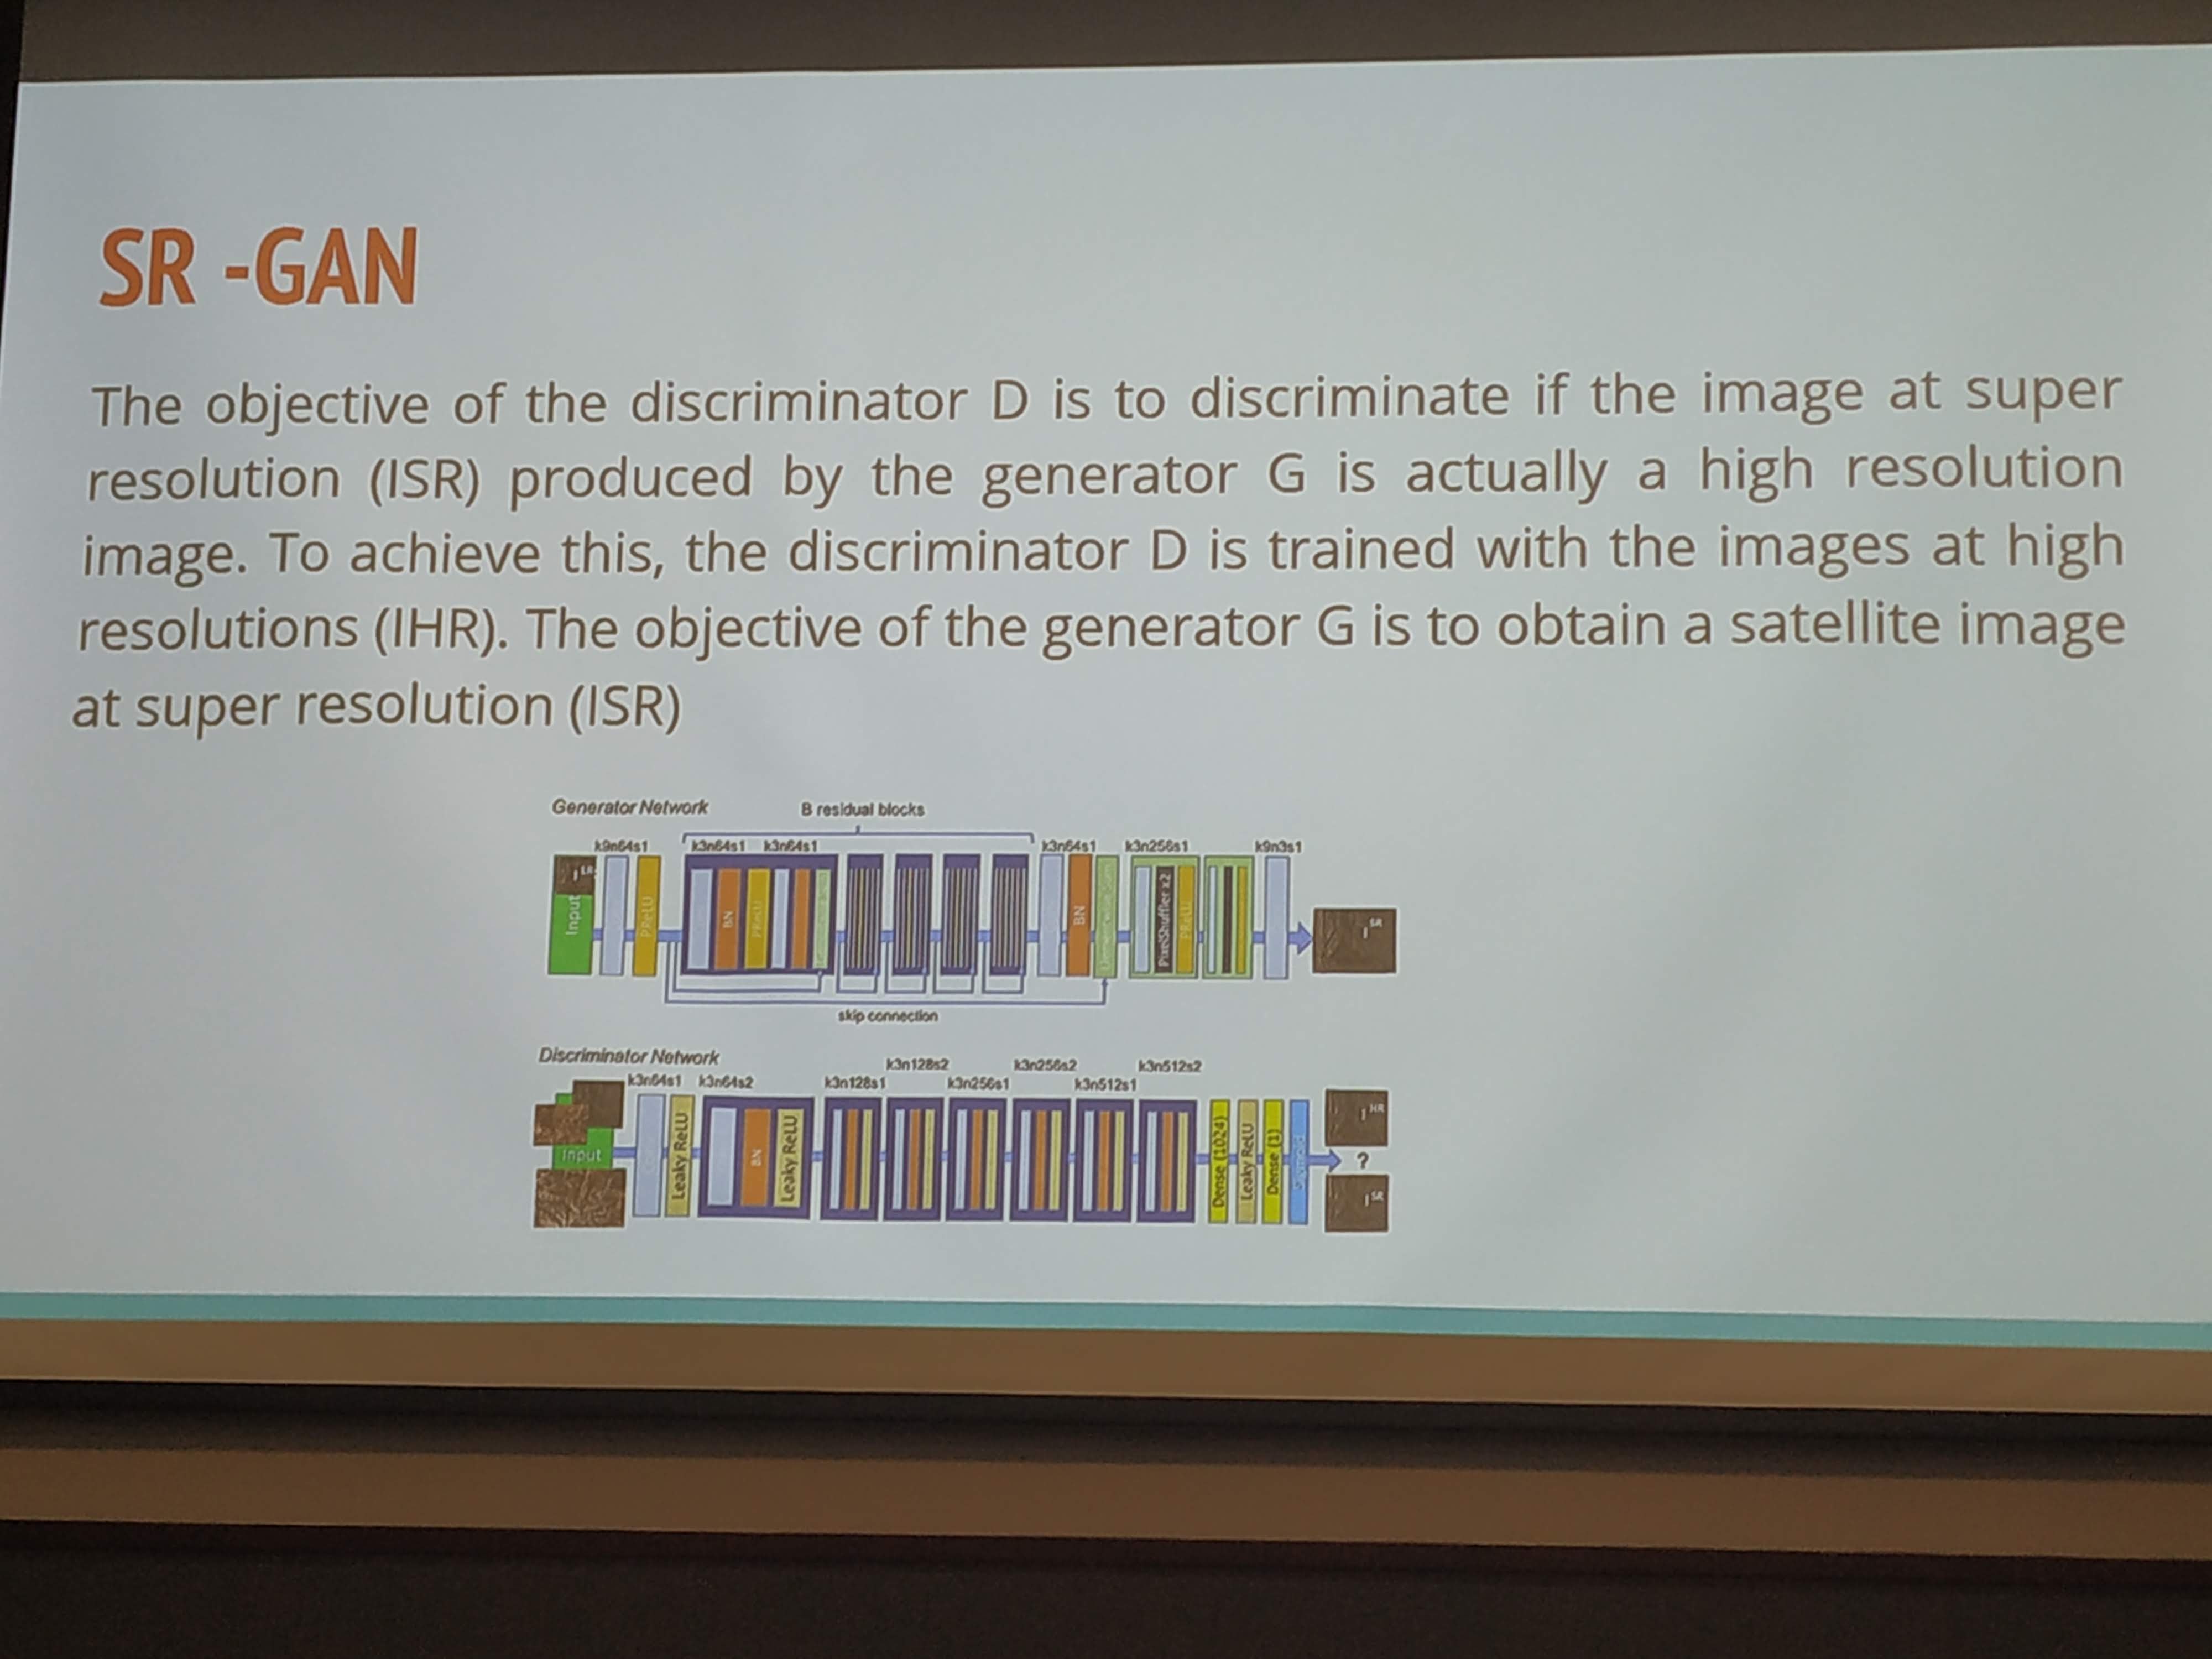 SR -GAN
The objective of the discriminator D is to discriminate if the image at super
resolution (ISR) produced by the generator G is actually a high resolution
image. To achieve this, the discriminator D is trained with the images at high
resolutions (IHR). The objective of the generator G is to obtain a satellite image
at super resolution (ISR)
Generator Network
B residual blocks
k9n64s1 k3n64s1 k3n64s1 k3n64s1 k3n256s1 k9n3s1
I LR
Input
PReLU
BN
PReLU
BN
PixelShuffler x2
PReLU
I SR
skip connection
Discriminator Network
k3n128s2 k3n256s2 k3n512s2
k3n64s1 k3n64s2 k3n128s1 k3n256s1 k3n512s1
Input
Leaky ReLU
BN
Leaky ReLU
Dense (1024)
Leaky ReLU
Dense (1)
I HR
?
I SR